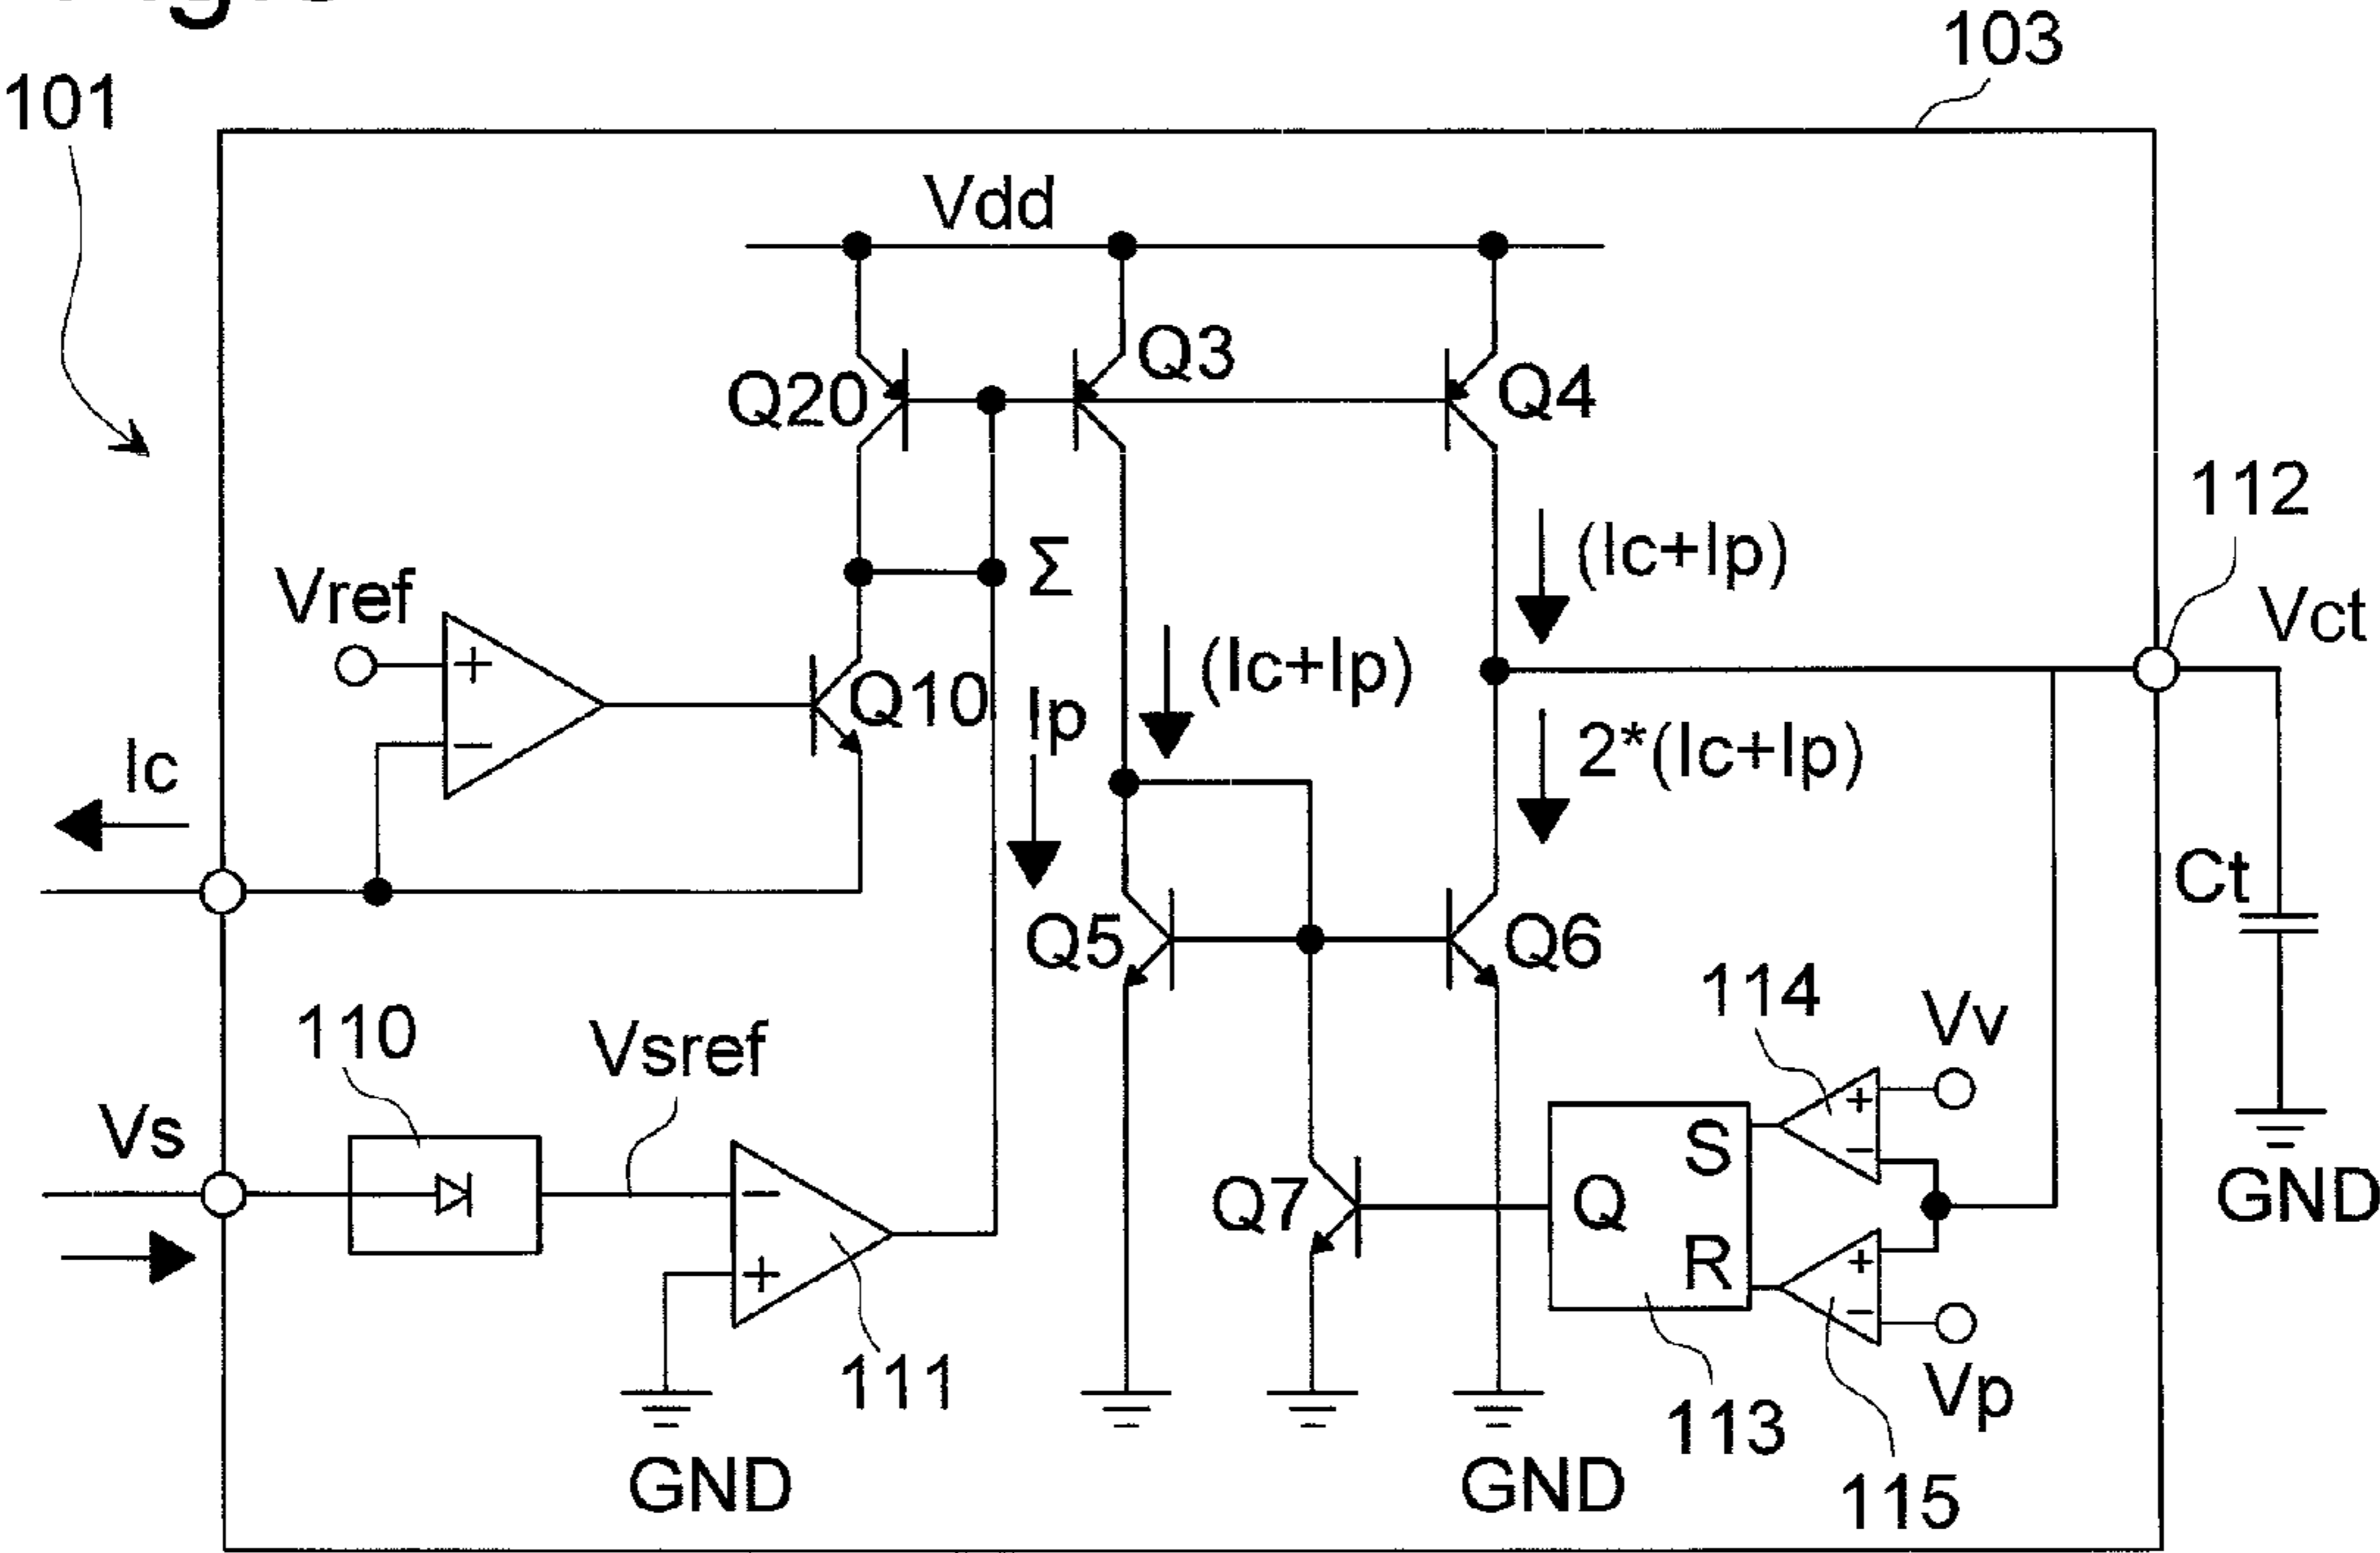 103
101
Vdd
Q3
Q20
Q4
112
(Ic+Ip)
Σ
Vref
Vct
+
(Ic+Ip)
Q10
Ip
2*(Ic+Ip)
−
Ic
Ct
Q5
Q6
114
Vv
110
Vsref
+
Vs
S
−
Q7
Q
GND
−
R
+
+
−
111
113
Vp
GND
GND
115